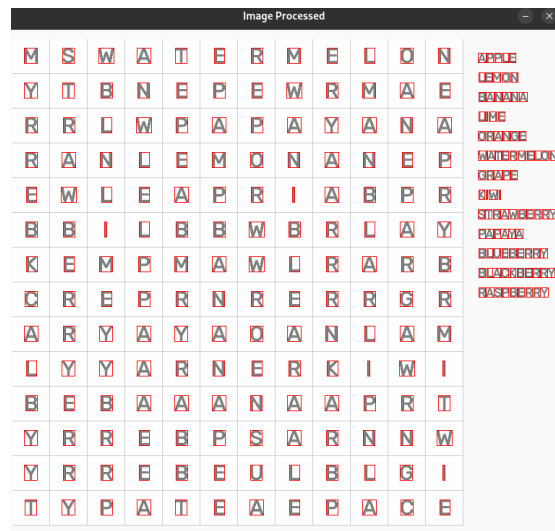 Image Processed
M S W A T E R M E L O N
Y T B N E P E W R M A E
R R L W P A P A Y A N A
R A N L E M O N A N E P
E W L E A P R I A B P R
B B I L B B W B R L A Y
K E M P M A W L R A R B
C R E P R N R E R R G R
A R Y A Y A O A N L A M
L Y Y A R N E R K I W I
B E B A A A N A A P R T
Y R R E B P S A R N N W
Y R R E B E U L B L G I
T Y P A T E A E P A C E
APPLE
LEMON
BANANA
LIME
ORANGE
WATERMELON
GRAPE
KIWI
STRAWBERRY
PAPAYA
BLUEBERRY
BLACKBERRY
RASPBERRY